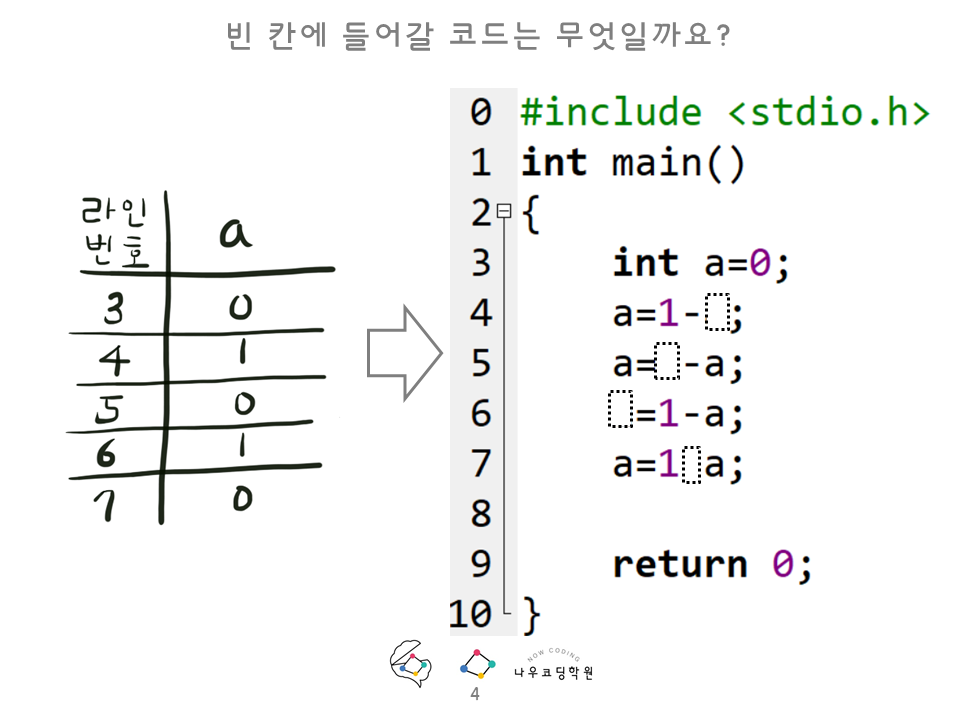 빈 칸에 들어갈 코드는 무엇일까요?
라인 번호 a
3 0
4 1
5 0
6 1
7 0
0 #include <stdio.h>
1 int main()
2 {
3 int a=0;
4 a=1- ;
5 a= -a;
6 =1-a;
7 a=1 a;
8
9 return 0;
10 }
NOW CODING
나우코딩학원
4